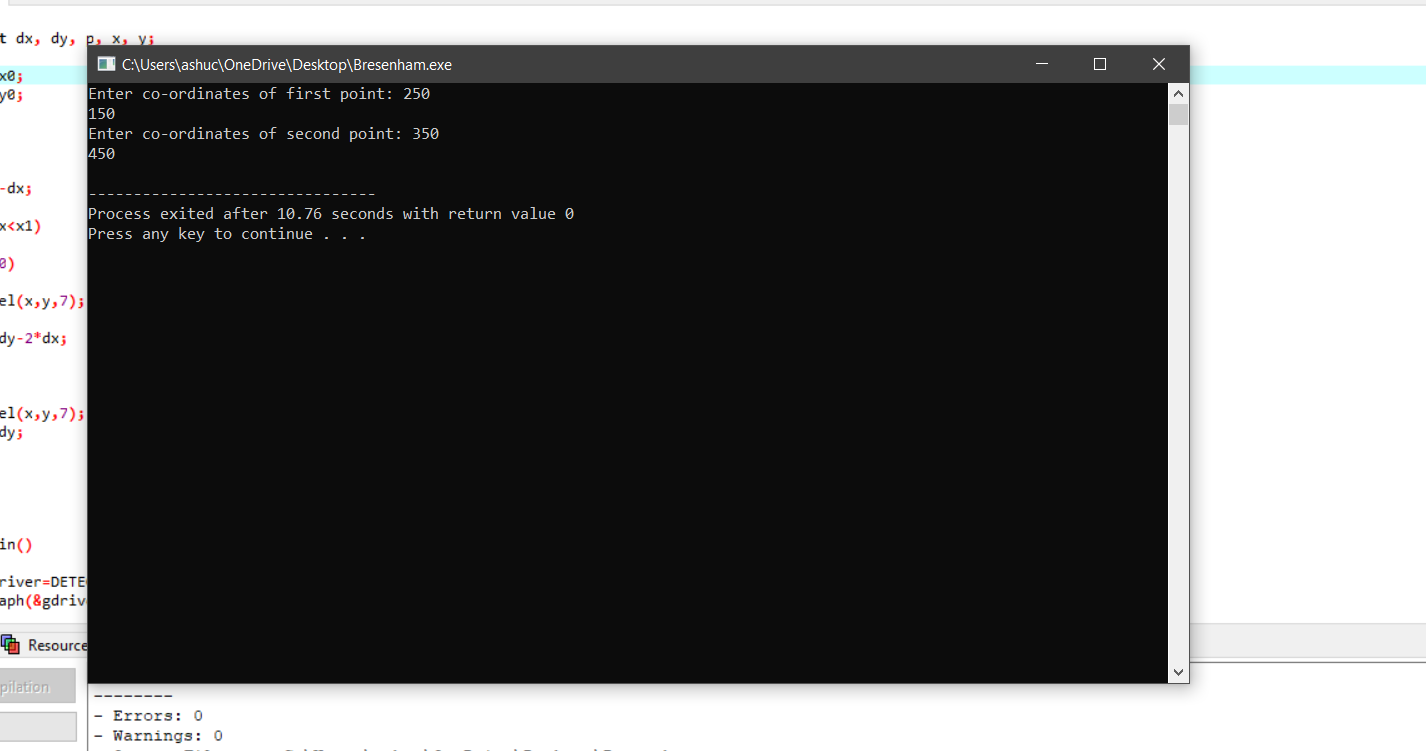 t dx, dy, p, x, y;
C:\Users\ashuc\OneDrive\Desktop\Bresenham.exe
x0;
y0;
Enter co-ordinates of first point: 250
150
Enter co-ordinates of second point: 350
450
--------------------------------
Process exited after 10.76 seconds with return value 0
Press any key to continue . . .
-dx;
x<x1)
0)
el(x,y,7);
dy-2*dx;
el(x,y,7);
dy;
in()
river=DETE
aph(&gdriv
Resource
pilation
--------
- Errors: 0
- Warnings: 0